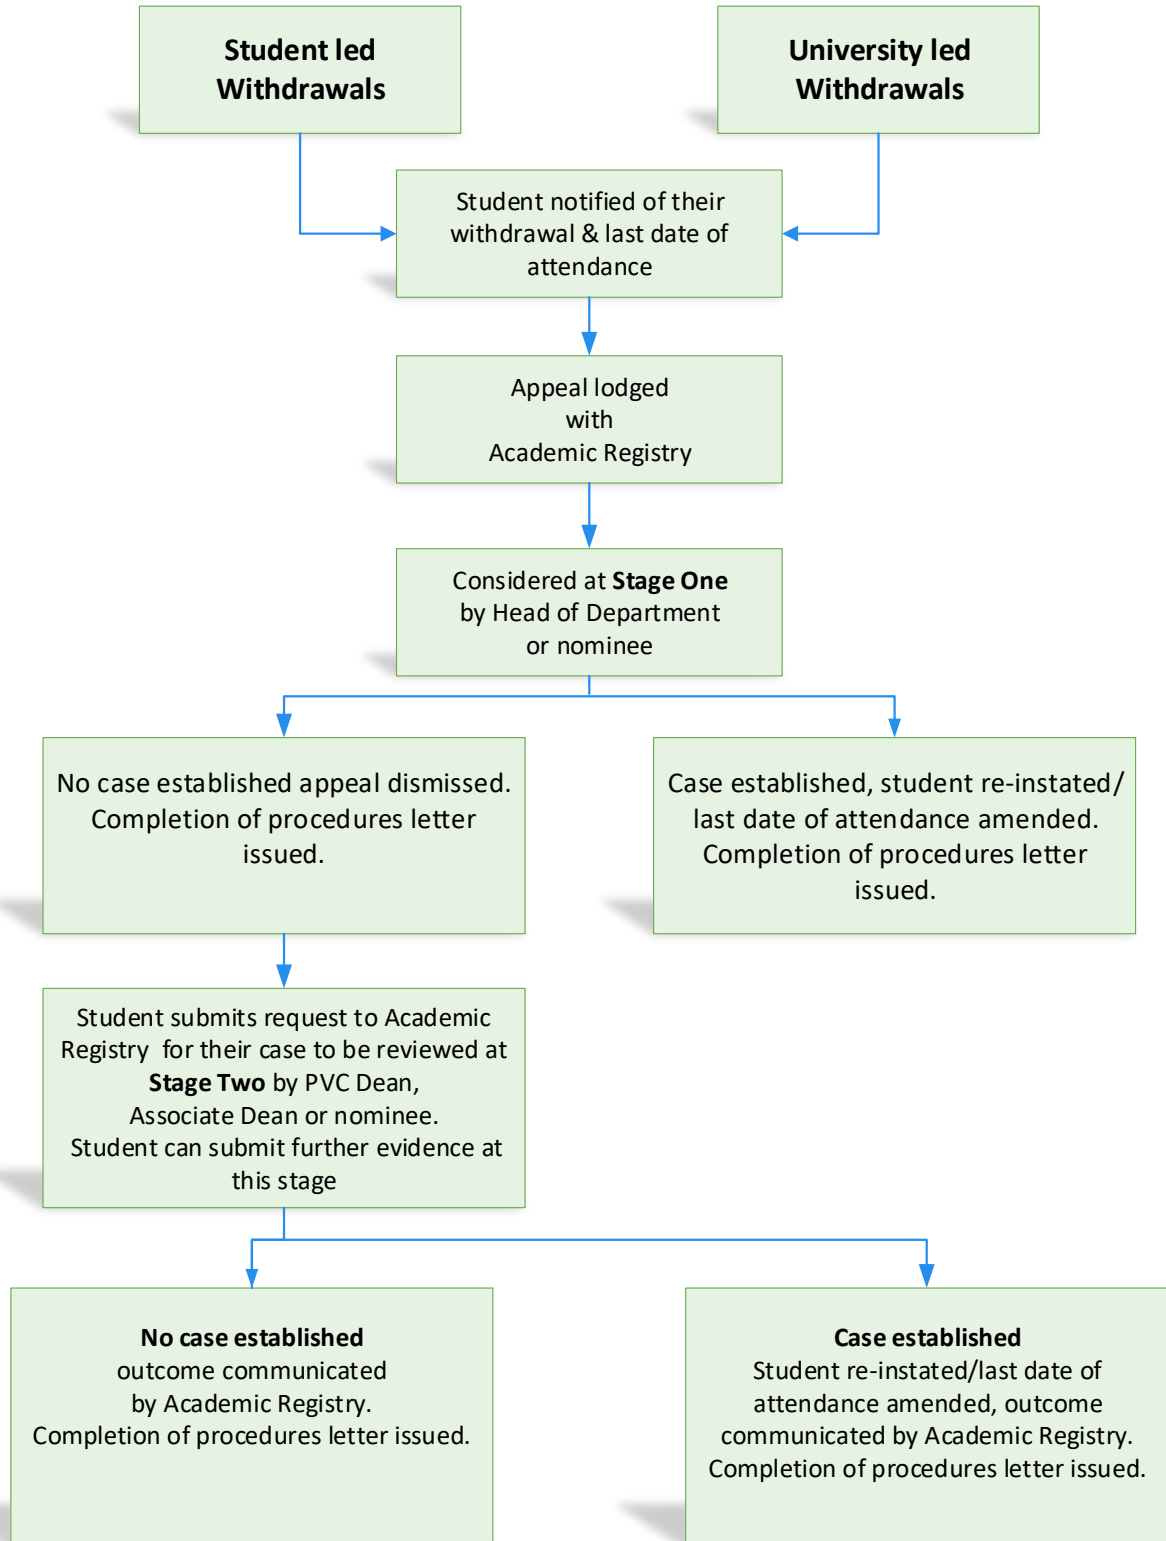 Student led
Withdrawals
University led
Withdrawals
Student notified of their
withdrawal & last date of
attendance
Appeal lodged
with
Academic Registry
Considered at Stage One
by Head of Department
or nominee
No case established appeal dismissed.
Completion of procedures letter
issued.
Case established, student re-instated/
last date of attendance amended.
Completion of procedures letter
issued.
Student submits request to Academic
Registry for their case to be reviewed at
Stage Two by PVC Dean,
Associate Dean or nominee.
Student can submit further evidence at
this stage
No case established
outcome communicated
by Academic Registry.
Completion of procedures letter issued.
Case established
Student re-instated/last date of
attendance amended, outcome
communicated by Academic Registry.
Completion of procedures letter issued.